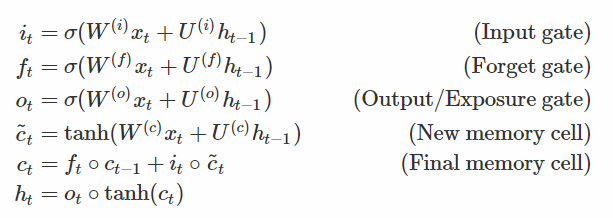 i_t = σ(W^{(i)} x_t + U^{(i)} h_{t−1}) (Input gate)
f_t = σ(W^{(f)} x_t + U^{(f)} h_{t−1}) (Forget gate)
o_t = σ(W^{(o)} x_t + U^{(o)} h_{t−1}) (Output/Exposure gate)
c̃_t = tanh(W^{(c)} x_t + U^{(c)} h_{t−1}) (New memory cell)
c_t = f_t ∘ c_{t−1} + i_t ∘ c̃_t (Final memory cell)
h_t = o_t ∘ tanh(c_t)